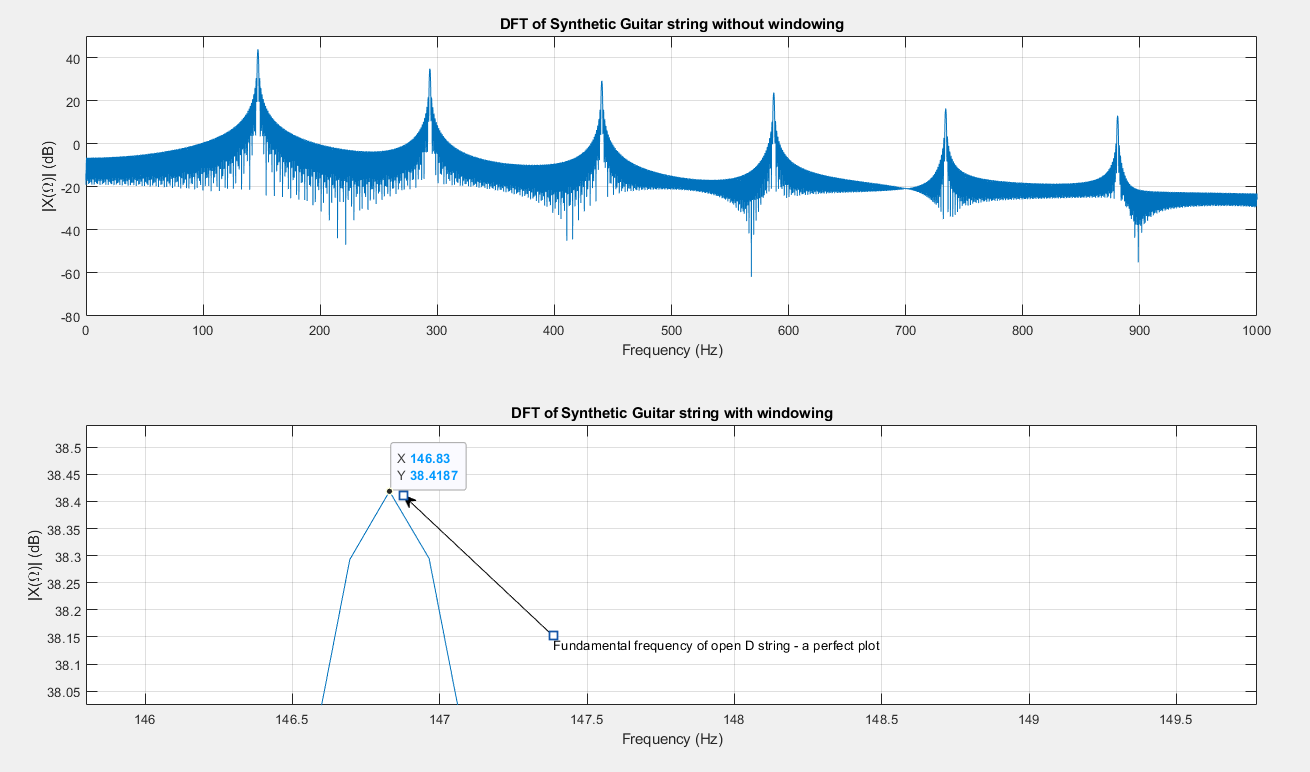 DFT of Synthetic Guitar string without windowing
|X(Ω)| (dB)
40
20
0
-20
-40
-60
-80
0 100 200 300 400 500 600 700 800 900 1000
Frequency (Hz)
DFT of Synthetic Guitar string with windowing
|X(Ω)| (dB)
38.5
38.45
38.4
38.35
38.3
38.25
38.2
38.15
38.1
38.05
X 146.83
Y 38.4187
Fundamental frequency of open D string - a perfect plot
146 146.5 147 147.5 148 148.5 149 149.5
Frequency (Hz)